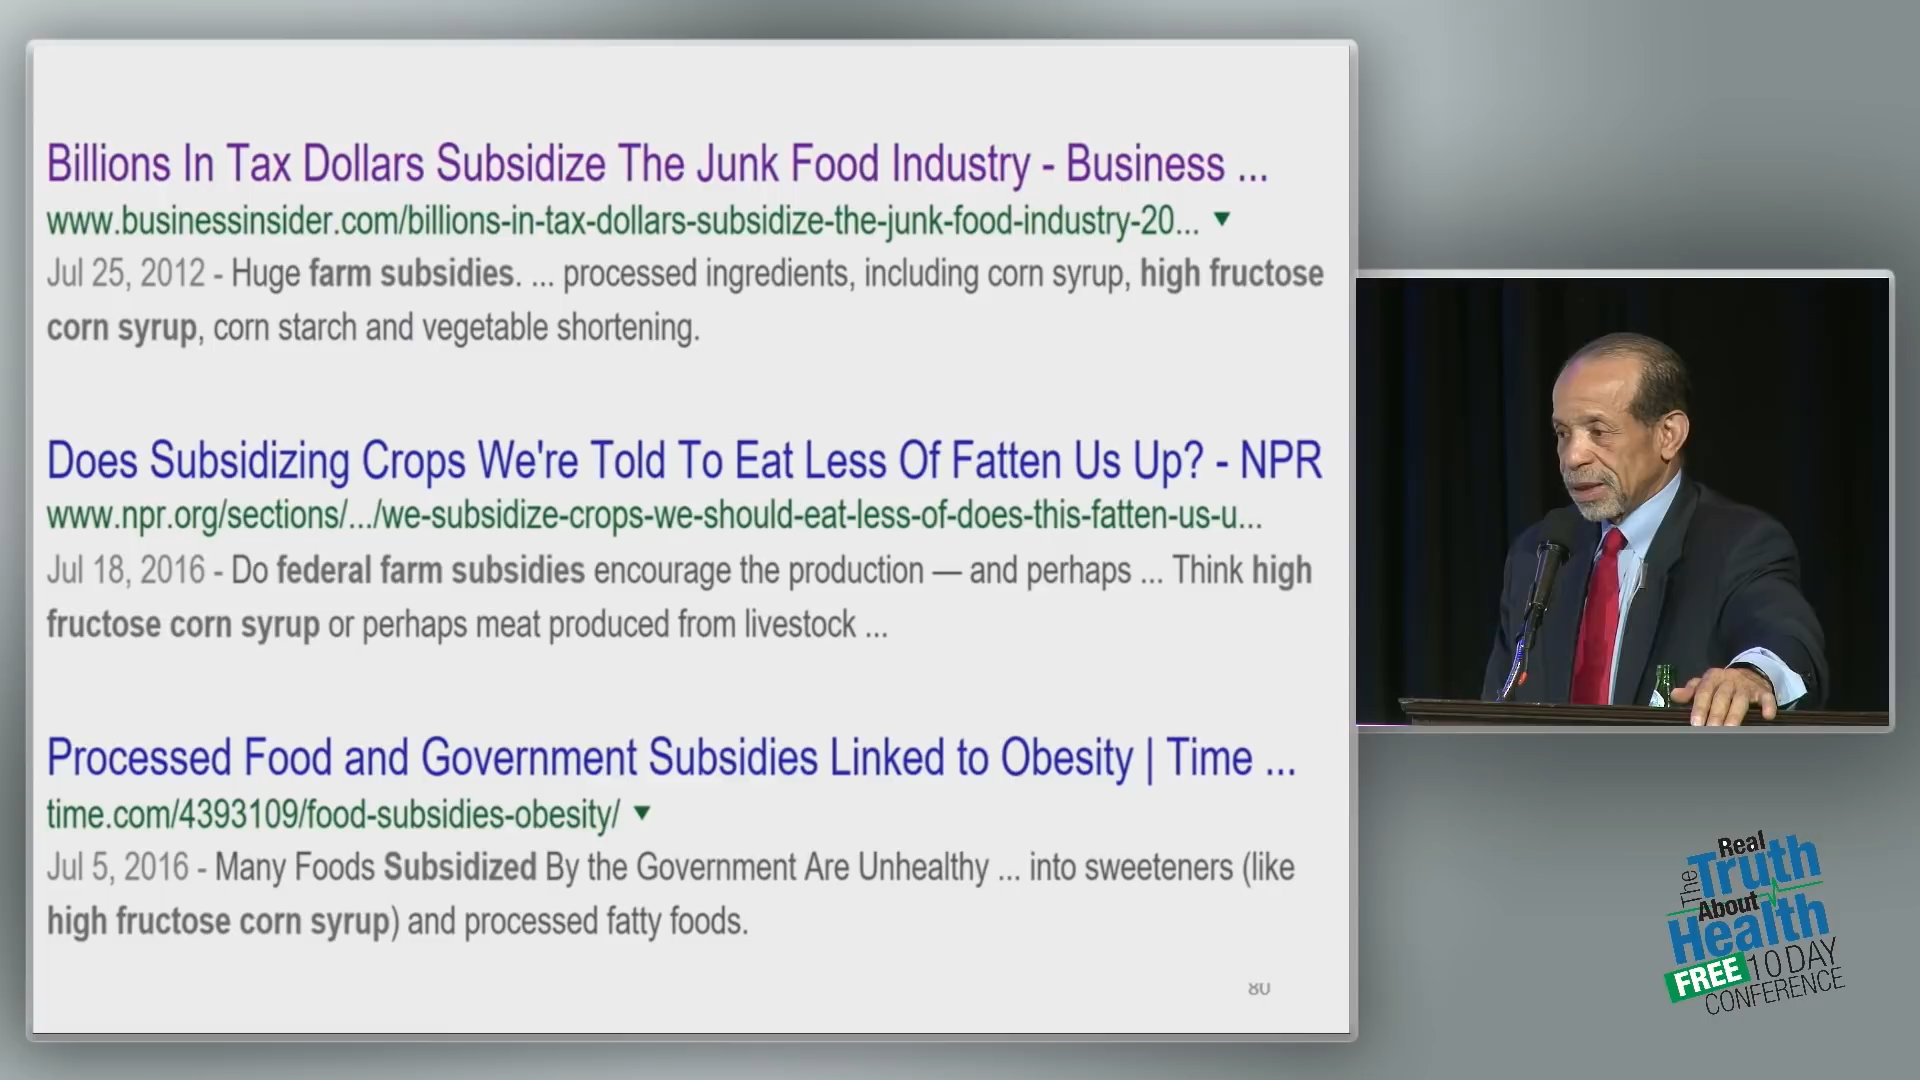 Billions In Tax Dollars Subsidize The Junk Food Industry - Business ...
www.businessinsider.com/billions-in-tax-dollars-subsidize-the-junk-food-industry-20...
Jul 25, 2012 - Huge farm subsidies. ... processed ingredients, including corn syrup, high fructose
corn syrup, corn starch and vegetable shortening.
Does Subsidizing Crops We're Told To Eat Less Of Fatten Us Up? - NPR
www.npr.org/sections/.../we-subsidize-crops-we-should-eat-less-of-does-this-fatten-us-u...
Jul 18, 2016 - Do federal farm subsidies encourage the production — and perhaps ... Think high
fructose corn syrup or perhaps meat produced from livestock ...
Processed Food and Government Subsidies Linked to Obesity | Time ...
time.com/4393109/food-subsidies-obesity/
Jul 5, 2016 - Many Foods Subsidized By the Government Are Unhealthy ... into sweeteners (like
high fructose corn syrup) and processed fatty foods.
80
The Real
Truth
About
Health
FREE 10 DAY
CONFERENCE